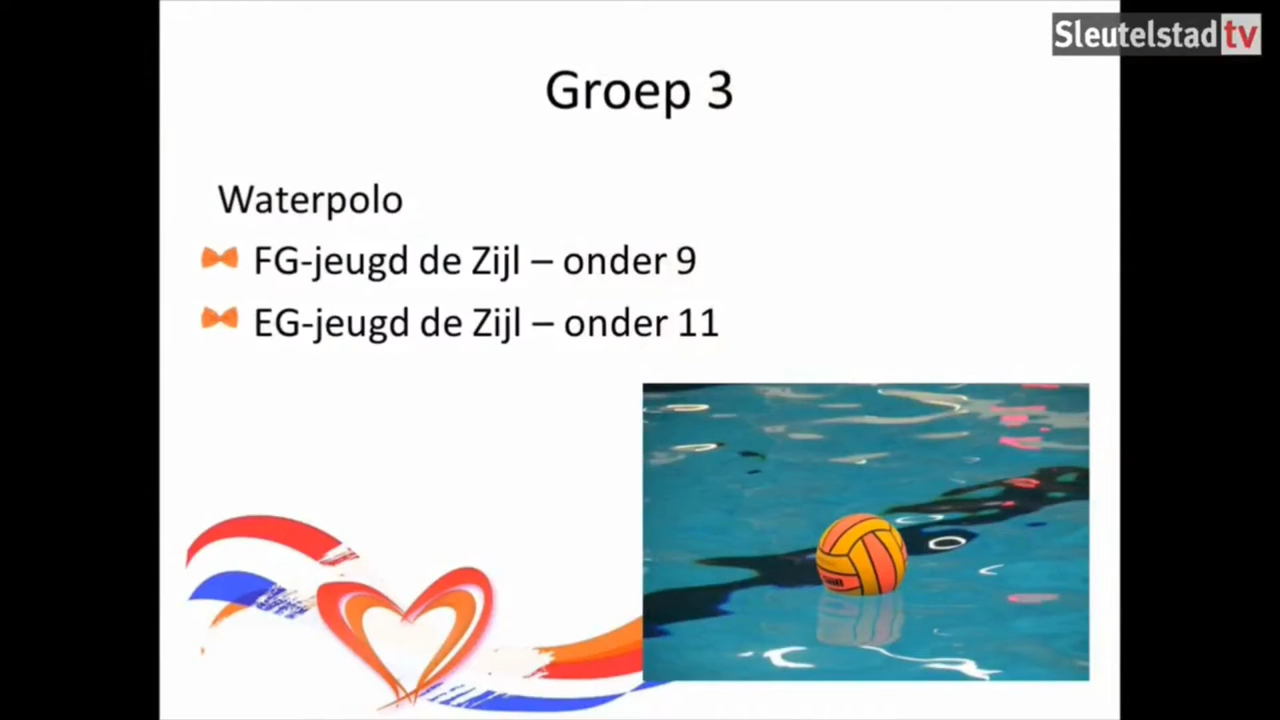 Sleutelstad tv
Groep 3
Waterpolo
FG-jeugd de Zijl – onder 9
EG-jeugd de Zijl – onder 11